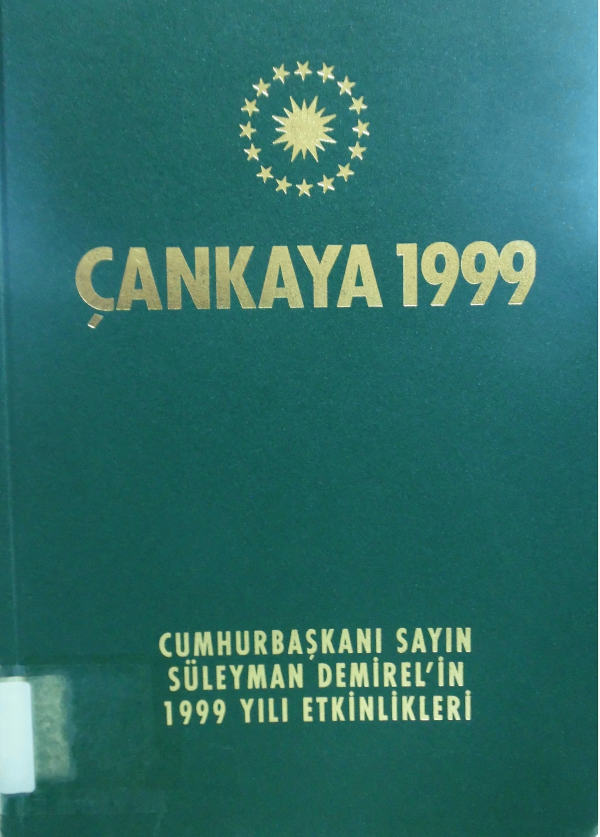 ÇANKAYA 1999
CUMHURBAŞKANI SAYIN
SÜLEYMAN DEMİREL'İN
1999 YILI ETKİNLİKLERİ